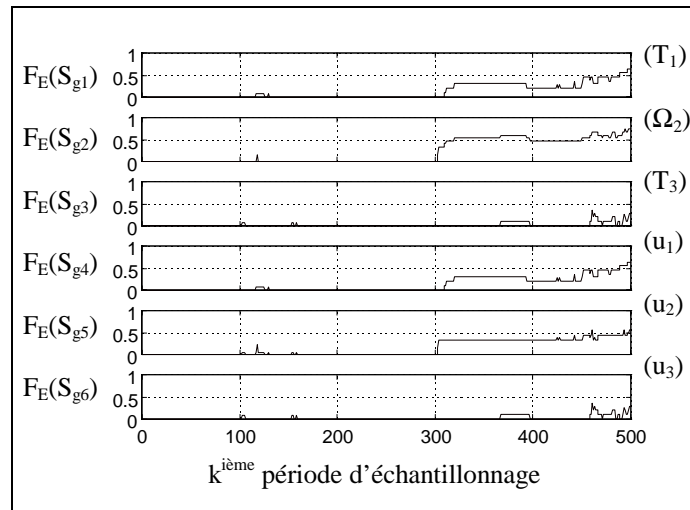 1
F_E(S_g1)
0.5
0
(T_1)
1
F_E(S_g2)
0.5
0
(Ω_2)
1
F_E(S_g3)
0.5
0
(T_3)
1
F_E(S_g4)
0.5
0
(u_1)
1
F_E(S_g5)
0.5
0
(u_2)
1
F_E(S_g6)
0.5
0
(u_3)
0 100 200 300 400 500
k^ième période d'échantillonnage